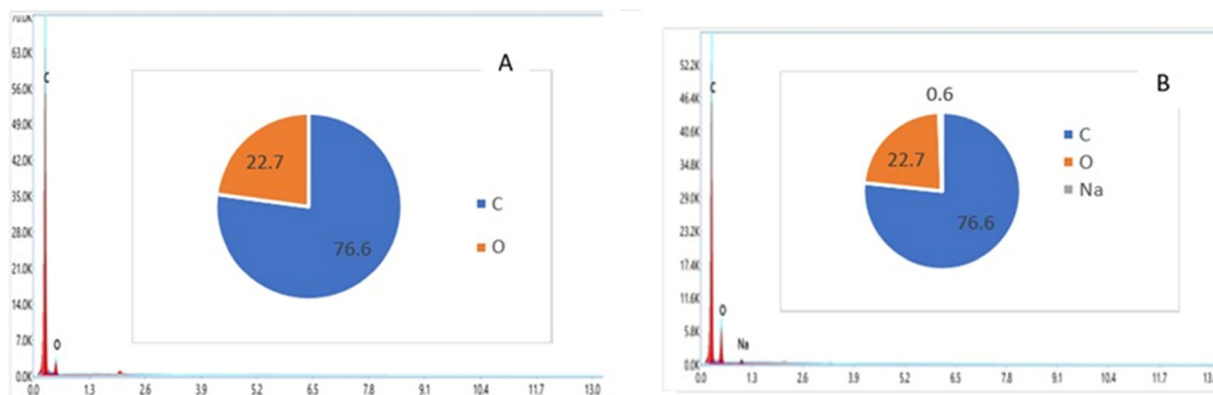 70.0K
63.0K
56.0K
49.0K
42.0K
35.0K
28.0K
21.0K
14.0K
7.0K
0.0K
C
O
0.0 1.3 2.6 3.9 5.2 6.5 7.8 9.1 10.4 11.7 13.0
A
22.7
76.6
C
O
52.2K
46.4K
40.6K
34.8K
29.0K
23.2K
17.4K
11.6K
5.8K
0.0K
C
O
Na
0.0 1.3 2.6 3.9 5.2 6.5 7.8 9.1 10.4 11.7 13.0
B
0.6
22.7
76.6
C
O
Na